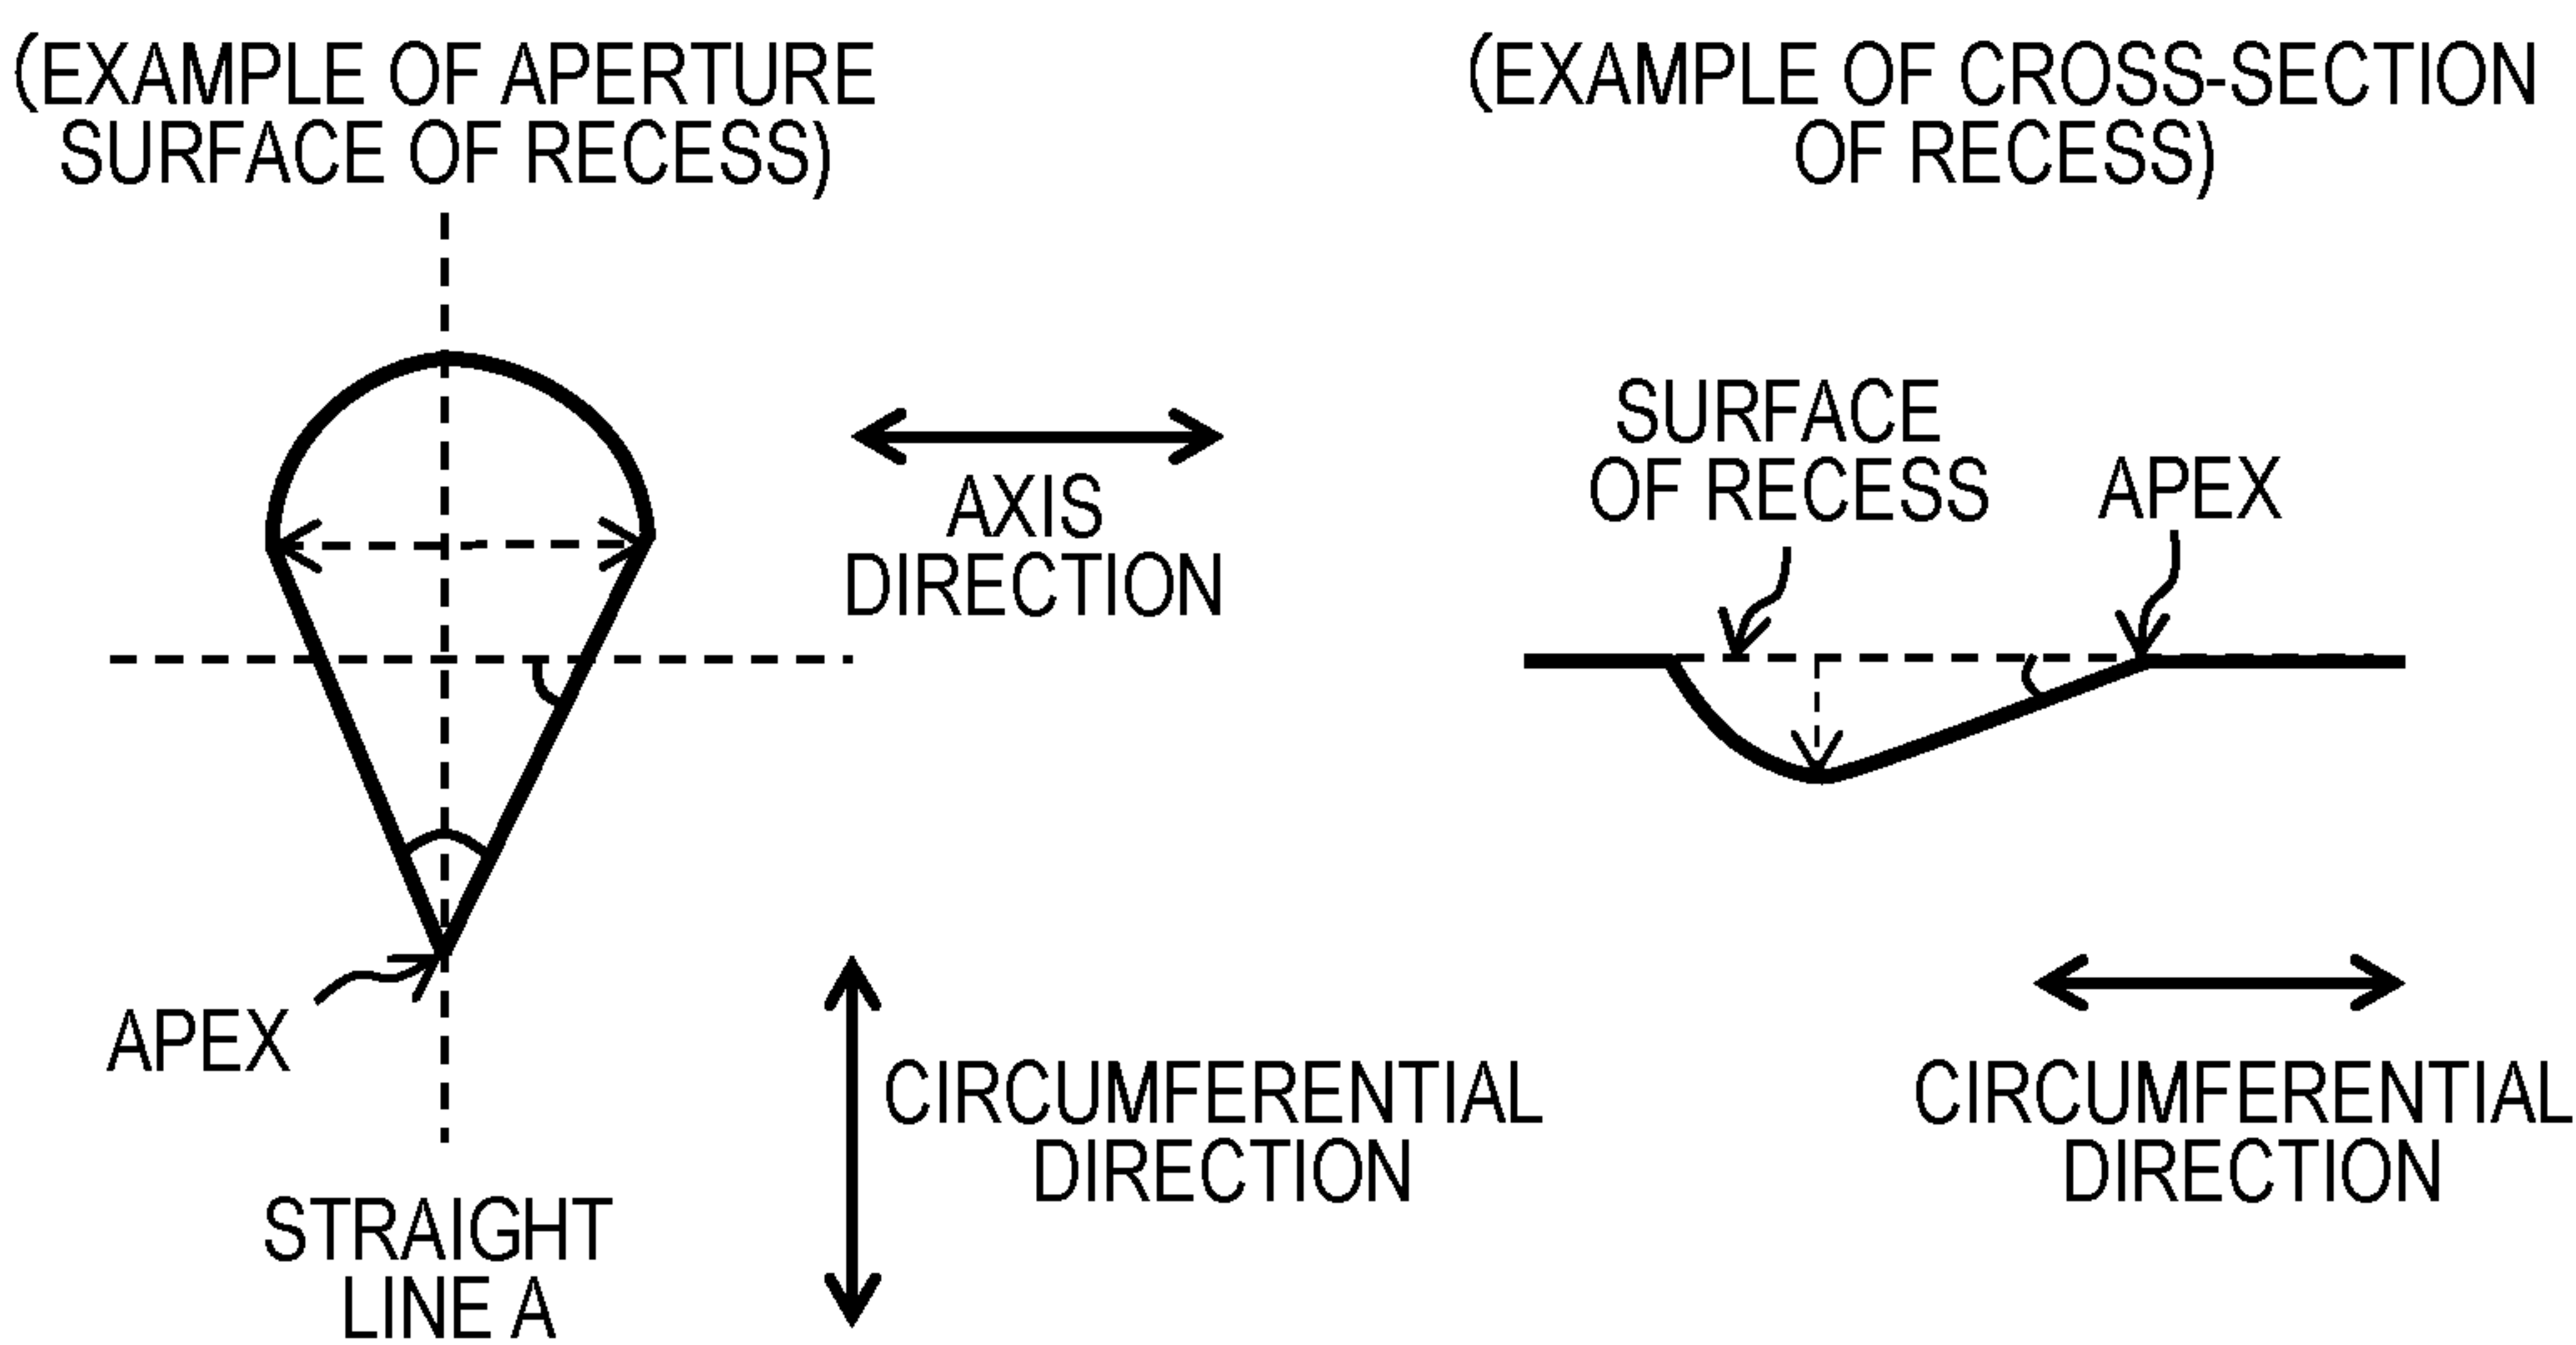 (EXAMPLE OF APERTURE
SURFACE OF RECESS)
(EXAMPLE OF CROSS-SECTION
OF RECESS)
AXIS
DIRECTION
SURFACE
OF RECESS
APEX
APEX
CIRCUMFERENTIAL
DIRECTION
CIRCUMFERENTIAL
DIRECTION
STRAIGHT
LINE A